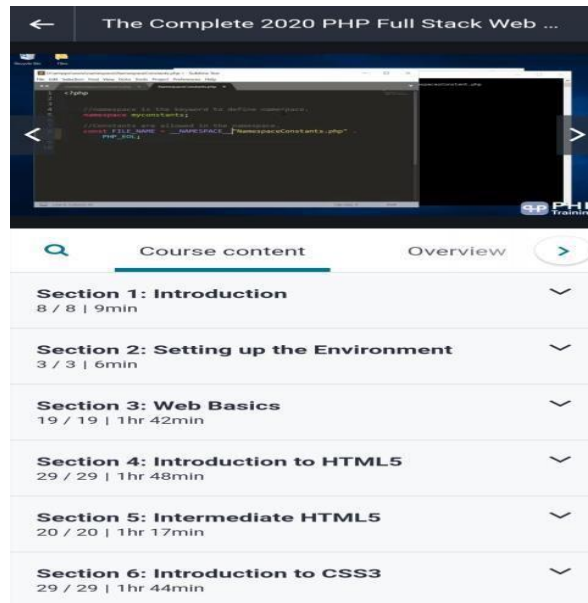 The Complete 2020 PHP Full Stack Web ...
<?php
//namespace is the keyword to define namespace.
namespace myconstants;
//Constants are allowed in the namespace.
const FILE_NAME = __NAMESPACE__."NamespaceConstants.php" .
PHP_EOL;
PHP
Training
Course content
Overview
Section 1: Introduction
8 / 8 | 9min
Section 2: Setting up the Environment
3 / 3 | 6min
Section 3: Web Basics
19 / 19 | 1hr 42min
Section 4: Introduction to HTML5
29 / 29 | 1hr 48min
Section 5: Intermediate HTML5
20 / 20 | 1hr 17min
Section 6: Introduction to CSS3
29 / 29 | 1hr 44min